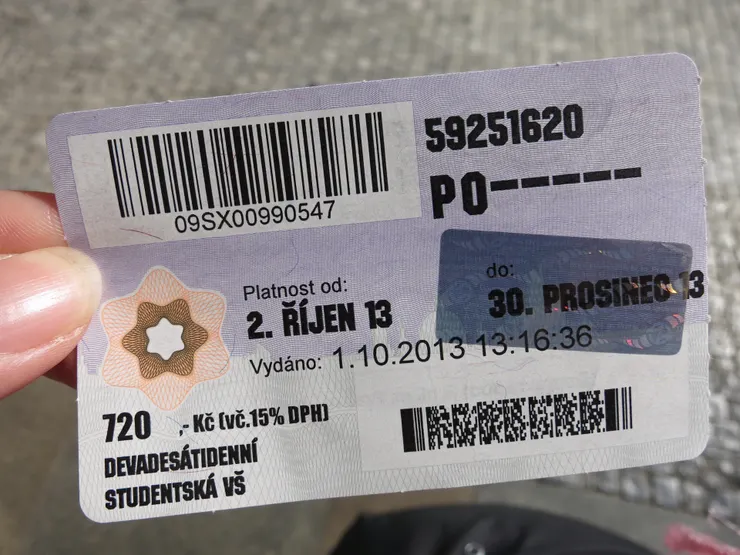 09SX00990547
59251620
PO-----
Platnost od:
2. ŘÍJEN 13
do:
30. PROSINEC 13
Vydáno: 1.10.2013 13:16:36
720 ,- Kč (vč.15% DPH)
DEVADESÁTIDENNÍ
STUDENTSKÁ VŠ